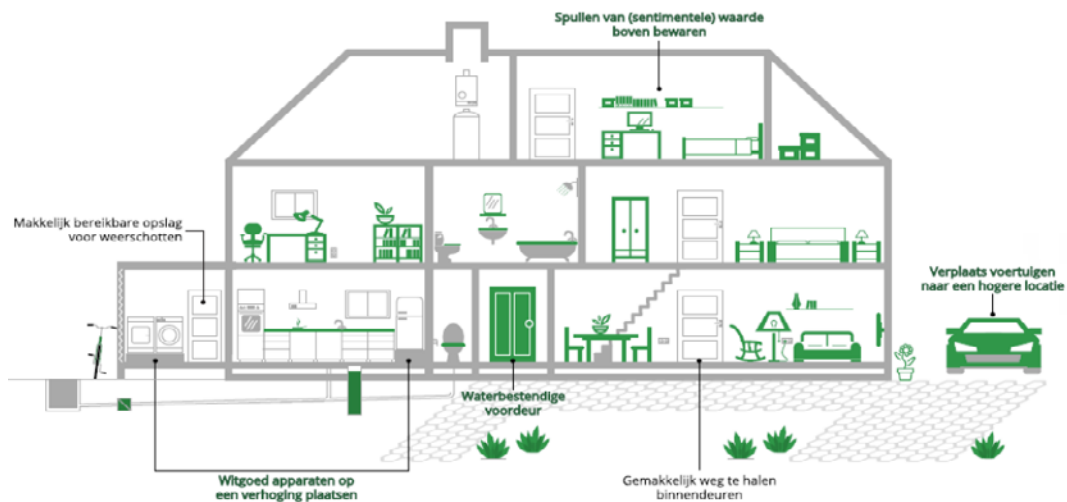 Spullen van (sentimentele) waarde
boven bewaren
Makkelijk bereikbare opslag
voor weerschotten
Verplaats voertuigen
naar een hogere locatie
Waterbestendige
voordeur
Witgoed apparaten op
een verhoging plaatsen
Gemakkelijk weg te halen
binnendeuren